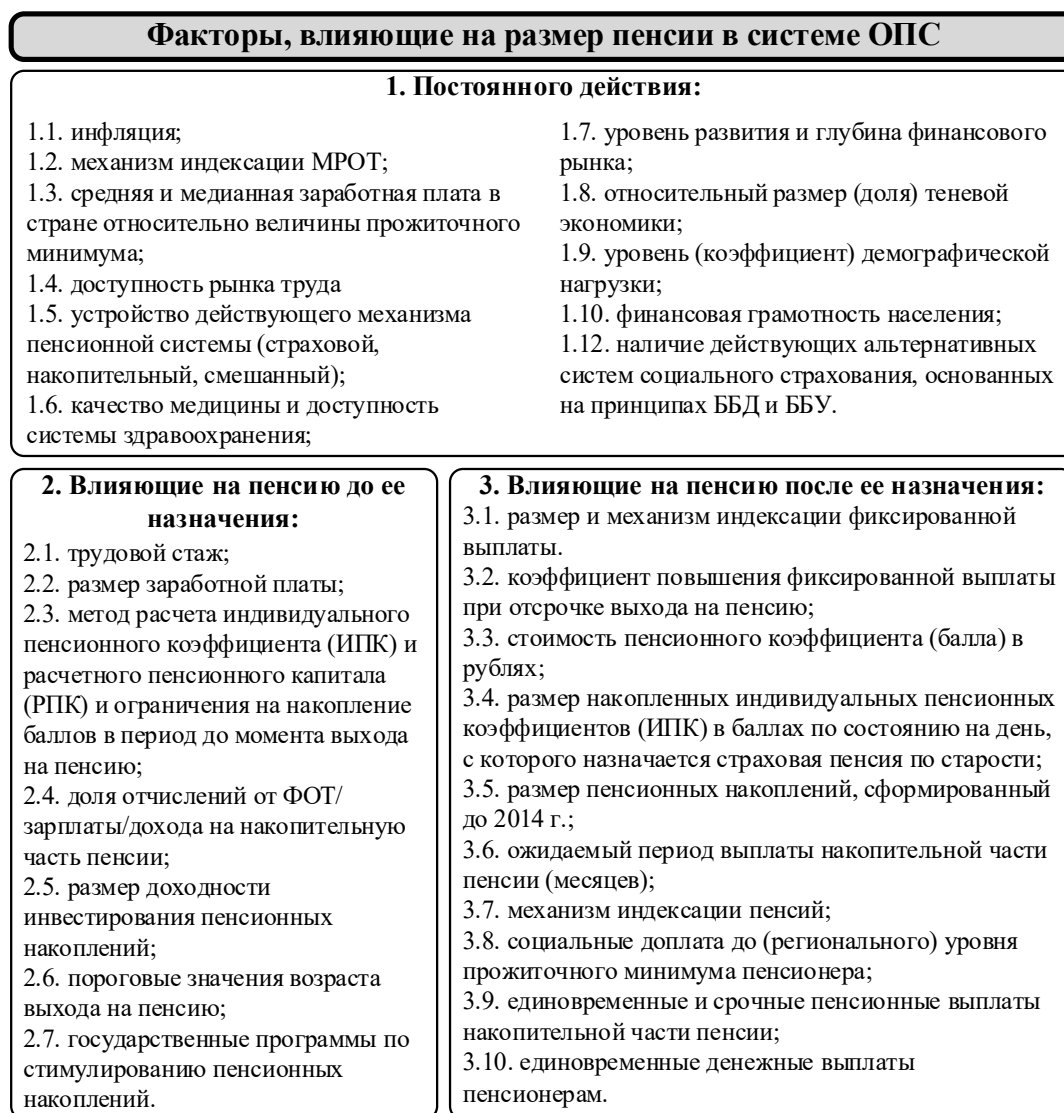 Факторы, влияющие на размер пенсии в системе ОПС
1. Постоянного действия:
1.1. инфляция;
1.2. механизм индексации МРОТ;
1.3. средняя и медианная заработная плата в
стране относительно величины прожиточного
минимума;
1.4. доступность рынка труда
1.5. устройство действующего механизма
пенсионной системы (страховой,
накопительный, смешанный);
1.6. качество медицины и доступность
системы здравоохранения;
1.7. уровень развития и глубина финансового
рынка;
1.8. относительный размер (доля) теневой
экономики;
1.9. уровень (коэффициент) демографической
нагрузки;
1.10. финансовая грамотность населения;
1.12. наличие действующих альтернативных
систем социального страхования, основанных
на принципах ББД и ББУ.
2. Влияющие на пенсию до ее
назначения:
2.1. трудовой стаж;
2.2. размер заработной платы;
2.3. метод расчета индивидуального
пенсионного коэффициента (ИПК) и
расчетного пенсионного капитала
(РПК) и ограничения на накопление
баллов в период до момента выхода
на пенсию;
2.4. доля отчислений от ФОТ/
зарплаты/дохода на накопительную
часть пенсии;
2.5. размер доходности
инвестирования пенсионных
накоплений;
2.6. пороговые значения возраста
выхода на пенсию;
2.7. государственные программы по
стимулированию пенсионных
накоплений.
3. Влияющие на пенсию после ее назначения:
3.1. размер и механизм индексации фиксированной
выплаты.
3.2. коэффициент повышения фиксированной выплаты
при отсрочке выхода на пенсию;
3.3. стоимость пенсионного коэффициента (балла) в
рублях;
3.4. размер накопленных индивидуальных пенсионных
коэффициентов (ИПК) в баллах по состоянию на день,
с которого назначается страховая пенсия по старости;
3.5. размер пенсионных накоплений, сформированный
до 2014 г.;
3.6. ожидаемый период выплаты накопительной части
пенсии (месяцев);
3.7. механизм индексации пенсий;
3.8. социальные доплата до (регионального) уровня
прожиточного минимума пенсионера;
3.9. единовременные и срочные пенсионные выплаты
накопительной части пенсии;
3.10. единовременные денежные выплаты
пенсионерам.